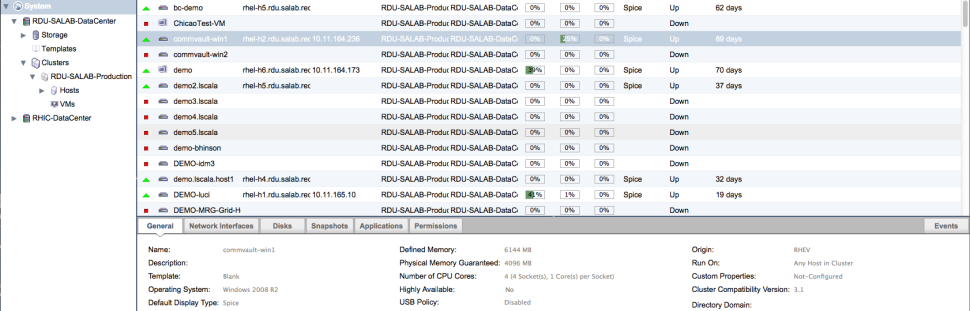 System
RDU-SALAB-DataCenter
Storage
Templates
Clusters
RDU-SALAB-Production
Hosts
VMs
RHIC-DataCenter
bc-demo rhel-h5.rdu.salab.rec RDU-SALAB-Produc RDU-SALAB-DataCe 0% 0% 0% Spice Up 62 days
ChicaoTest-VM RDU-SALAB-Produc RDU-SALAB-DataCe 0% 0% 0% Down
commvault-win1 rhel-h2.rdu.salab.rec 10.11.164.236 RDU-SALAB-Produc RDU-SALAB-DataCe 0% 25% 0% Spice Up 69 days
commvault-win2 RDU-SALAB-Produc RDU-SALAB-DataCe 0% 0% 0% Down
demo rhel-h6.rdu.salab.rec 10.11.164.173 RDU-SALAB-Produc RDU-SALAB-DataCe 0% 0% Spice Up 70 days
demo2.lscala rhel-h5.rdu.salab.rec RDU-SALAB-Produc RDU-SALAB-DataCe 0% 0% 0% Spice Up 37 days
demo3.lscala RDU-SALAB-Produc RDU-SALAB-DataCe 0% 0% 0% Down
demo4.lscala RDU-SALAB-Produc RDU-SALAB-DataCe 0% 0% 0% Down
demo5.lscala RDU-SALAB-Produc RDU-SALAB-DataCe 0% 0% 0% Down
demo-bhinson RDU-SALAB-Produc RDU-SALAB-DataCe 0% 0% 0% Down
DEMO-idm3 RDU-SALAB-Produc RDU-SALAB-DataCe 0% 0% 0% Down
demo.lscala.host1 rhel-h4.rdu.salab.rec RDU-SALAB-Produc RDU-SALAB-DataCe 0% 0% 0% Spice Up 32 days
DEMO-luci rhel-h1.rdu.salab.rec 10.11.165.10 RDU-SALAB-Produc RDU-SALAB-DataCe 1% 0% Spice Up 19 days
DEMO-MRG-Grid-H RDU-SALAB-Produc RDU-SALAB-DataCe 0% 0% 0% Down
General Network Interfaces Disks Snapshots Applications Permissions Events
Name: commvault-win1
Description:
Template: Blank
Operating System: Windows 2008 R2
Default Display Type: Spice
Defined Memory: 6144 MB
Physical Memory Guaranteed: 4096 MB
Number of CPU Cores: 4 (4 Socket(s), 1 Core(s) per Socket)
Highly Available: No
USB Policy: Disabled
Origin: RHEV
Run On: Any Host in Cluster
Custom Properties: Not-Configured
Cluster Compatibility Version: 3.1
Directory Domain: